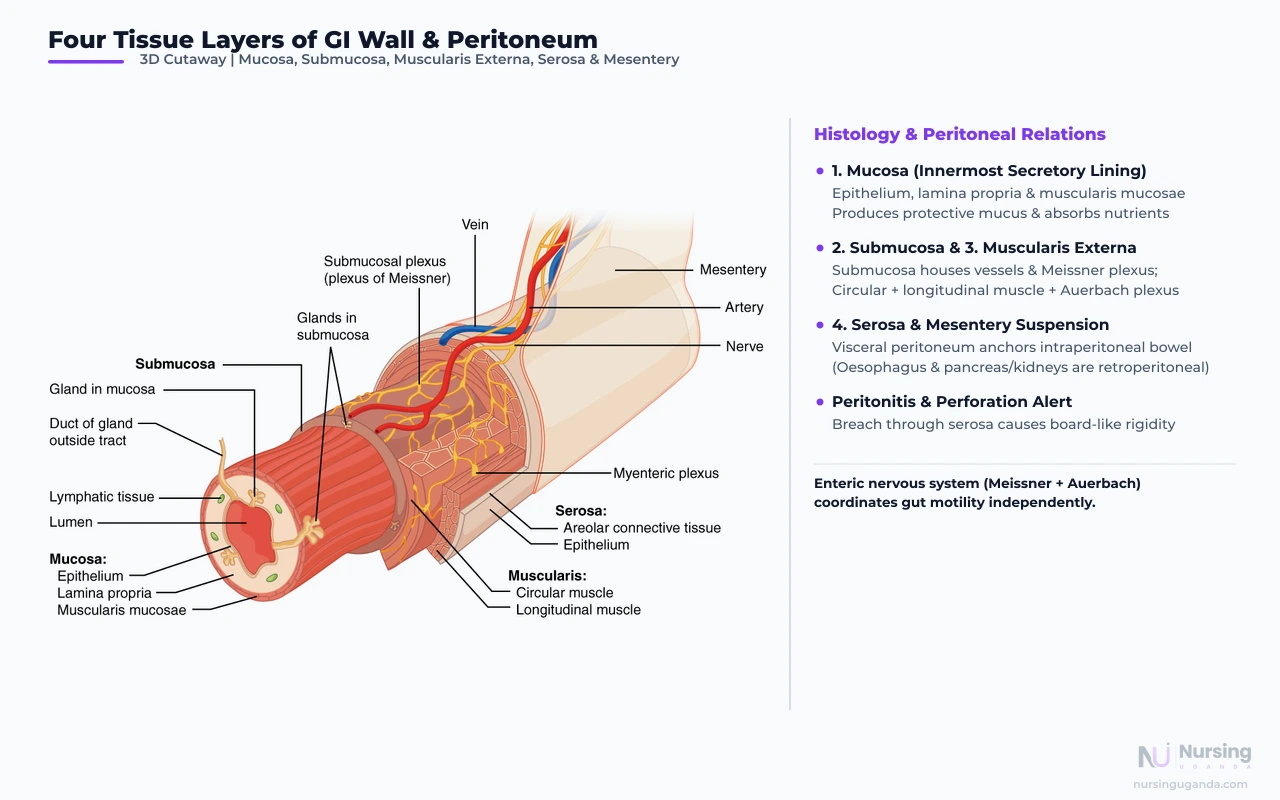 Four Tissue Layers of GI Wall & Peritoneum
3D Cutaway | Mucosa, Submucosa, Muscularis Externa, Serosa & Mesentery
Vein
Submucosal plexus
(plexus of Meissner)
Glands in
submucosa
Submucosa
Gland in mucosa
Duct of gland
outside tract
Lymphatic tissue
Lumen
Mucosa:
Epithelium
Lamina propria
Muscularis mucosae
Mesentery
Artery
Nerve
Myenteric plexus
Serosa:
Areolar connective tissue
Epithelium
Muscularis:
Circular muscle
Longitudinal muscle
Histology & Peritoneal Relations
1. Mucosa (Innermost Secretory Lining)
Epithelium, lamina propria & muscularis mucosae
Produces protective mucus & absorbs nutrients
2. Submucosa & 3. Muscularis Externa
Submucosa houses vessels & Meissner plexus;
Circular + longitudinal muscle + Auerbach plexus
4. Serosa & Mesentery Suspension
Visceral peritoneum anchors intraperitoneal bowel
(Oesophagus & pancreas/kidneys are retroperitoneal)
Peritonitis & Perforation Alert
Breach through serosa causes board-like rigidity
Enteric nervous system (Meissner + Auerbach)
coordinates gut motility independently.
NU Nursing
UGANDA
nursinguganda.com